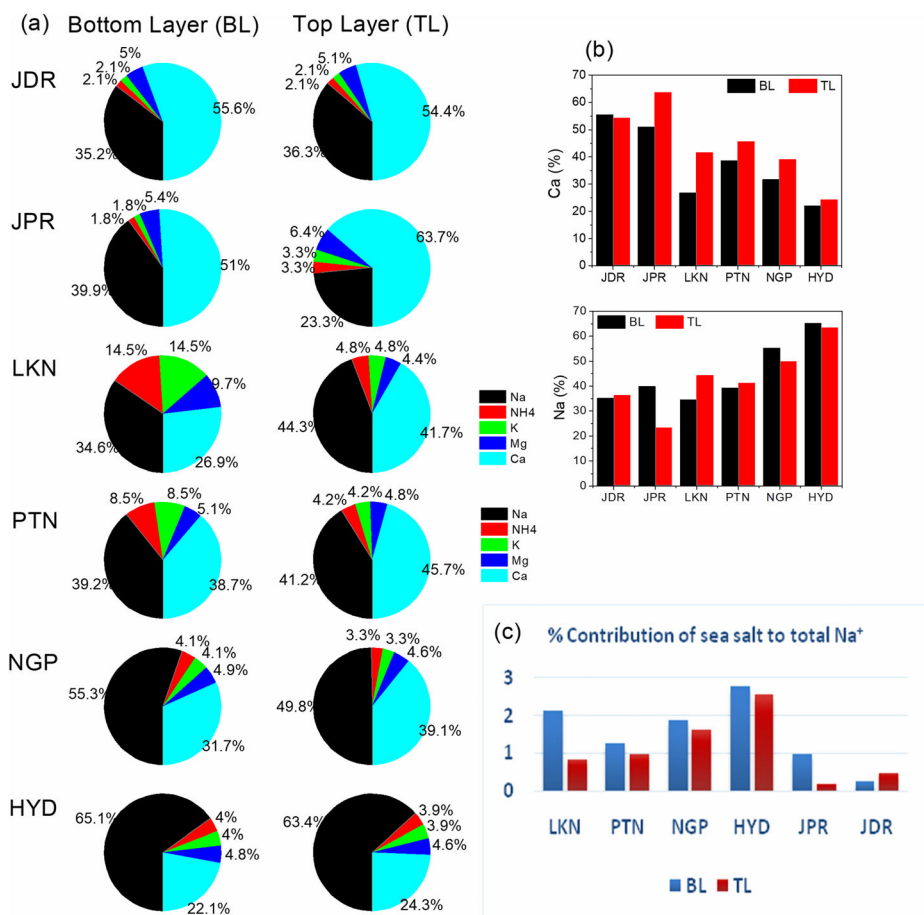 (a) Bottom Layer (BL) Top Layer (TL)
JDR
5%
2.1%
2.1%
55.6%
35.2%
5.1%
2.1%
2.1%
54.4%
36.3%
JPR
5.4%
1.8%
1.8%
51%
39.9%
6.4%
3.3%
3.3%
63.7%
23.3%
LKN
14.5% 14.5%
9.7%
34.6%
26.9%
4.8% 4.8%
4.4%
44.3%
41.7%
Na
NH4
K
Mg
Ca
PTN
8.5% 8.5%
5.1%
39.2%
38.7%
4.2% 4.2%
4.8%
41.2%
45.7%
Na
NH4
K
Mg
Ca
NGP
4.1%
4.1%
4.9%
55.3%
31.7%
3.3% 3.3%
4.6%
49.8%
39.1%
HYD
65.1%
4%
4%
4.8%
22.1%
63.4%
3.9%
3.9%
4.6%
24.3%
(b)
BL TL
Ca (%)
70
60
50
40
30
20
10
0
JDR JPR LKN PTN NGP HYD
BL TL
Na (%)
70
60
50
40
30
20
10
0
JDR JPR LKN PTN NGP HYD
(c) % Contribution of sea salt to total Na⁺
3
2
1
0
LKN PTN NGP HYD JPR JDR
BL TL